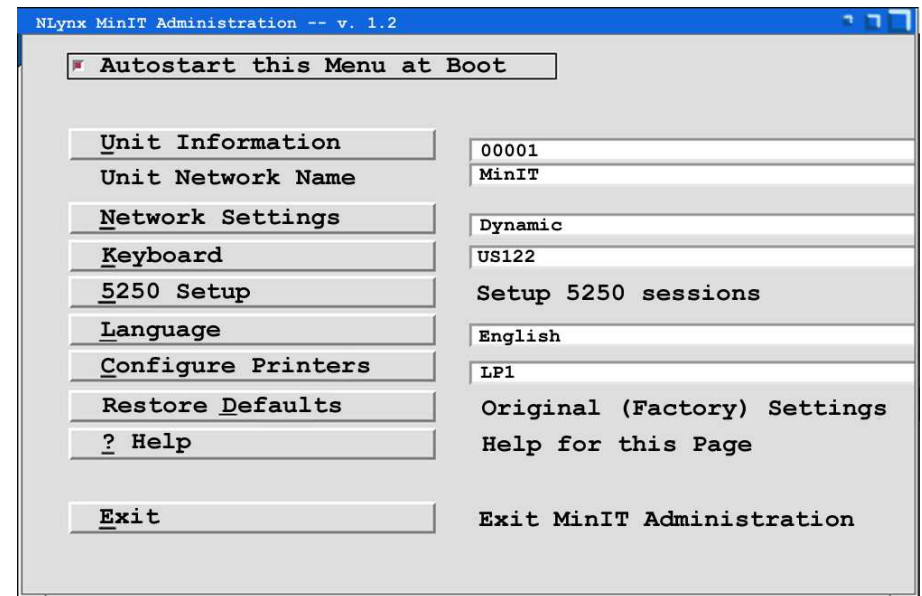 NLynx MinIT Administration -- v. 1.2
Autostart this Menu at Boot
Unit Information 00001
Unit Network Name MinIT
Network Settings Dynamic
Keyboard US122
5250 Setup Setup 5250 sessions
Language English
Configure Printers LP1
Restore Defaults Original (Factory) Settings
? Help Help for this Page
Exit Exit MinIT Administration